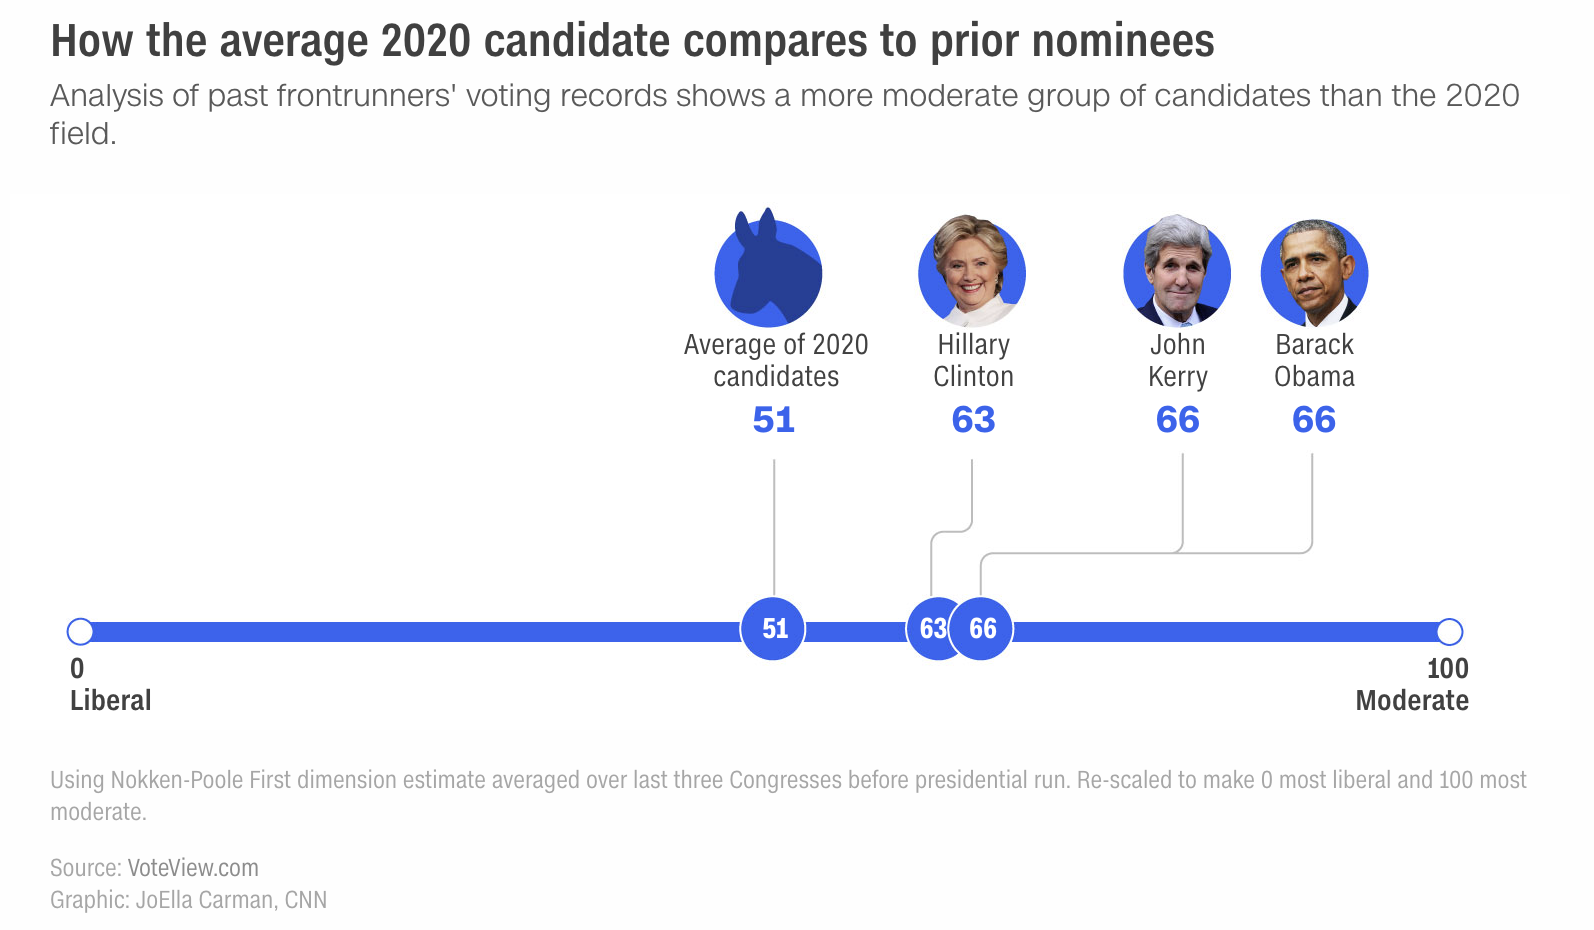 How the average 2020 candidate compares to prior nominees
Analysis of past frontrunners' voting records shows a more moderate group of candidates than the 2020
field.
Average of 2020
candidates
51
Hillary
Clinton
63
John
Kerry
66
Barack
Obama
66
51
63
66
0
Liberal
100
Moderate
Using Nokken-Poole First dimension estimate averaged over last three Congresses before presidential run. Re-scaled to make 0 most liberal and 100 most
moderate.
Source: VoteView.com
Graphic: JoElla Carman, CNN